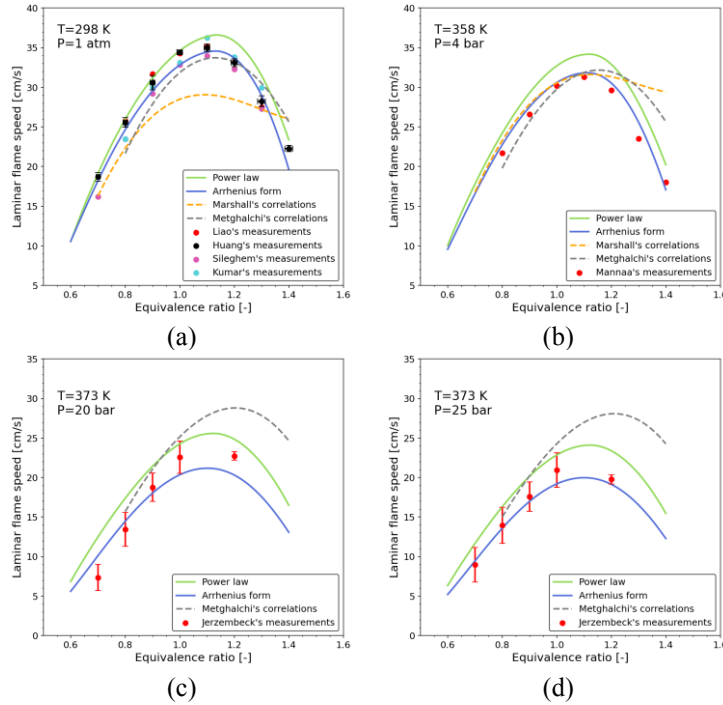 T=298 K
P=1 atm
Laminar flame speed [cm/s]
40
35
30
25
20
15
10
5
Power law
Arrhenius form
Marshall's correlations
Metghalchi's correlations
Liao's measurements
Huang's measurements
Sileghem's measurements
Kumar's measurements
0.6 0.8 1.0 1.2 1.4 1.6
Equivalence ratio [-]
(a)
T=358 K
P=4 bar
Laminar flame speed [cm/s]
40
35
30
25
20
15
10
5
Power law
Arrhenius form
Marshall's correlations
Metghalchi's correlations
Mannaa's measurements
0.6 0.8 1.0 1.2 1.4 1.6
Equivalence ratio [-]
(b)
T=373 K
P=20 bar
Laminar flame speed [cm/s]
35
30
25
20
15
10
5
0
Power law
Arrhenius form
Metghalchi's correlations
Jerzembeck's measurements
0.6 0.8 1.0 1.2 1.4 1.6
Equivalence ratio [-]
(c)
T=373 K
P=25 bar
Laminar flame speed [cm/s]
35
30
25
20
15
10
5
0
Power law
Arrhenius form
Metghalchi's correlations
Jerzembeck's measurements
0.6 0.8 1.0 1.2 1.4 1.6
Equivalence ratio [-]
(d)